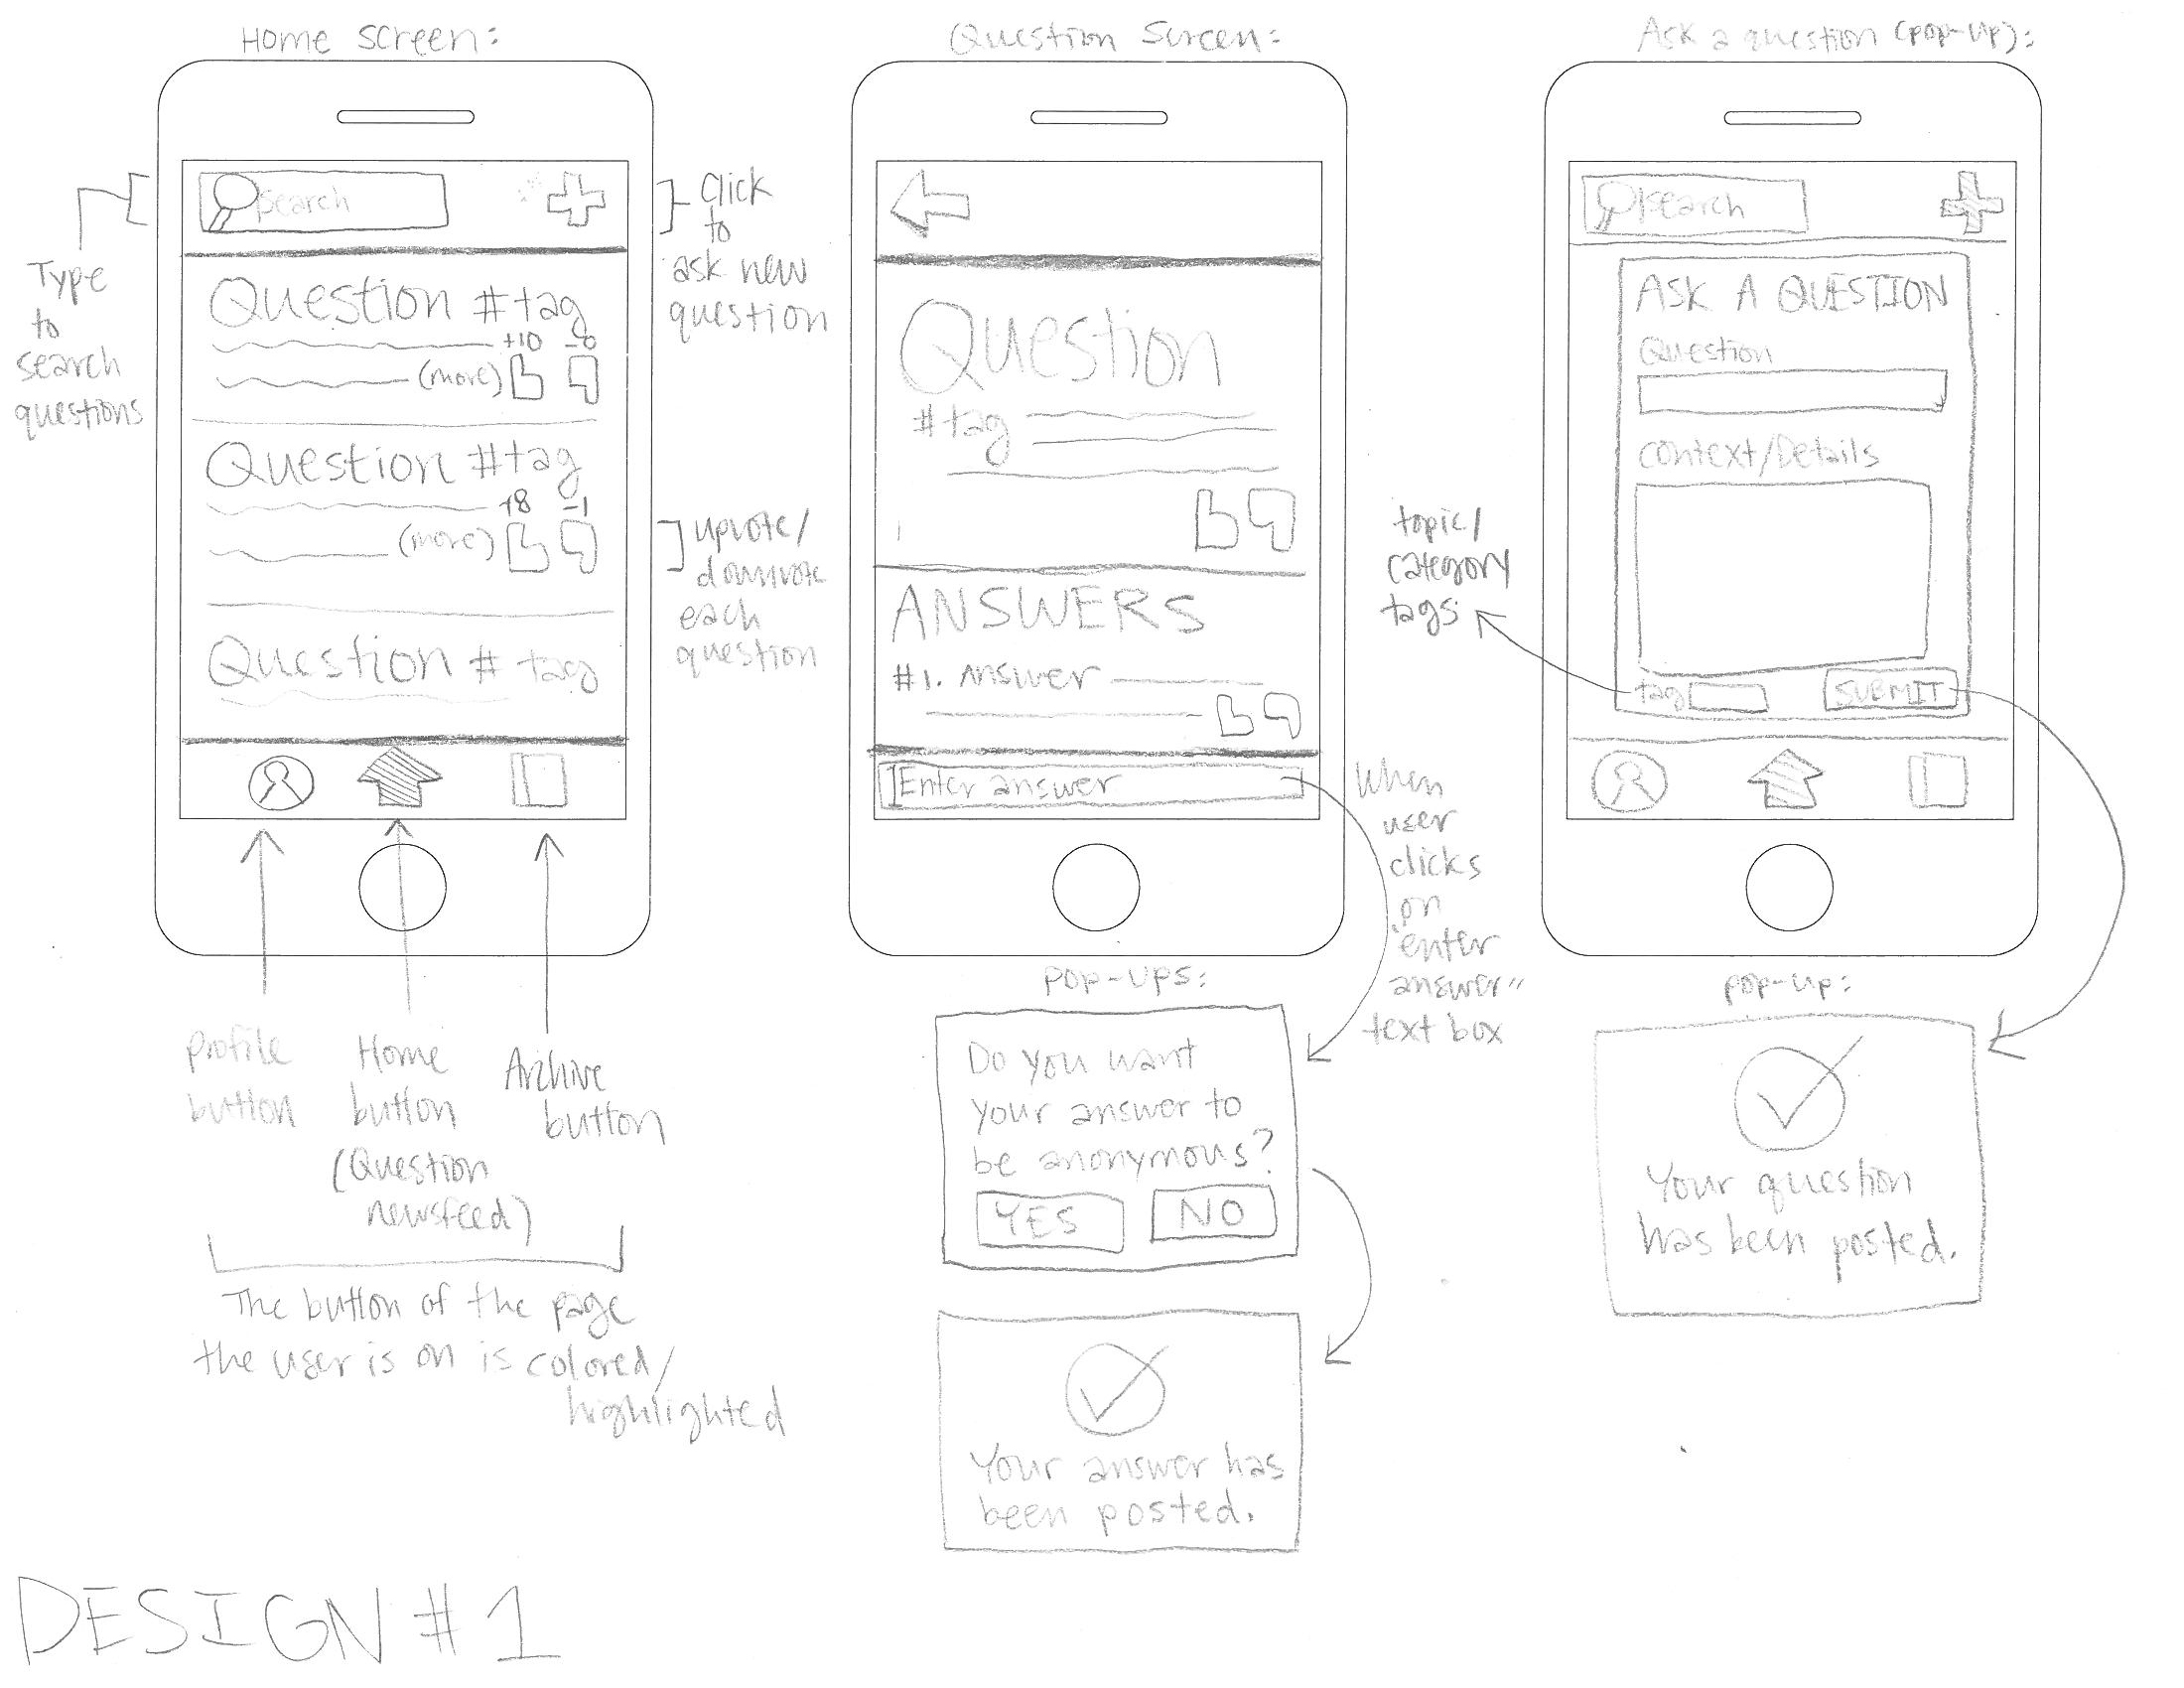 Home screen:
Search
Question #tag
+10 -0
(more)
Question #tag
+8 -1
(more)
Question # tag
Type
to
search
questions
click
to
ask new
question
upvote/
downvote
each
question
profile
button
Home
button
(Question
newsfeed)
Archive
button
The button of the page
the user is on is colored/
highlighted
Question Screen:
Question
#tag
ANSWERS
#1. Answer
Enter answer
When
user
clicks
on
"enter
answer"
text box
pop-ups:
Do you want
your answer to
be anonymous?
YES NO
Your answer has
been posted.
Ask a question (pop-up):
search
ASK A QUESTION
Question
Context/Details
tag SUBMIT
topic/
category
tags
pop-up:
Your question
has been posted.
DESIGN #1